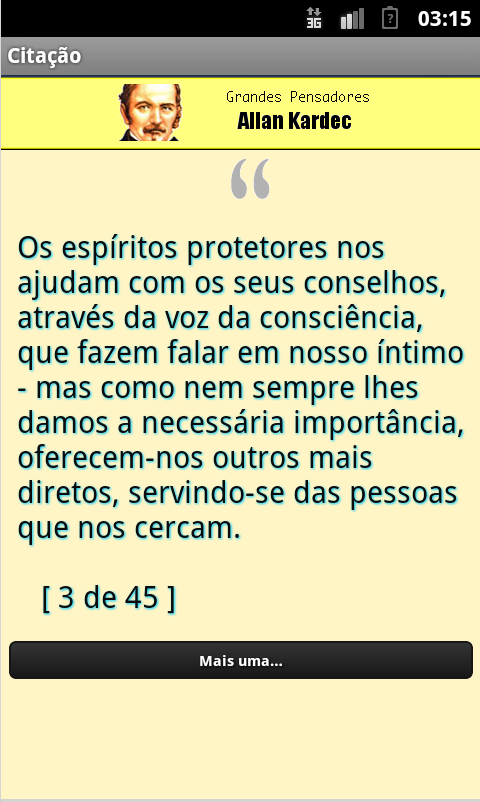 3G
?
03:15
Citação
Grandes Pensadores
Allan Kardec
“
Os espíritos protetores nos
ajudam com os seus conselhos,
através da voz da consciência,
que fazem falar em nosso íntimo
- mas como nem sempre lhes
damos a necessária importância,
oferecem-nos outros mais
diretos, servindo-se das pessoas
que nos cercam.
[ 3 de 45 ]
Mais uma...